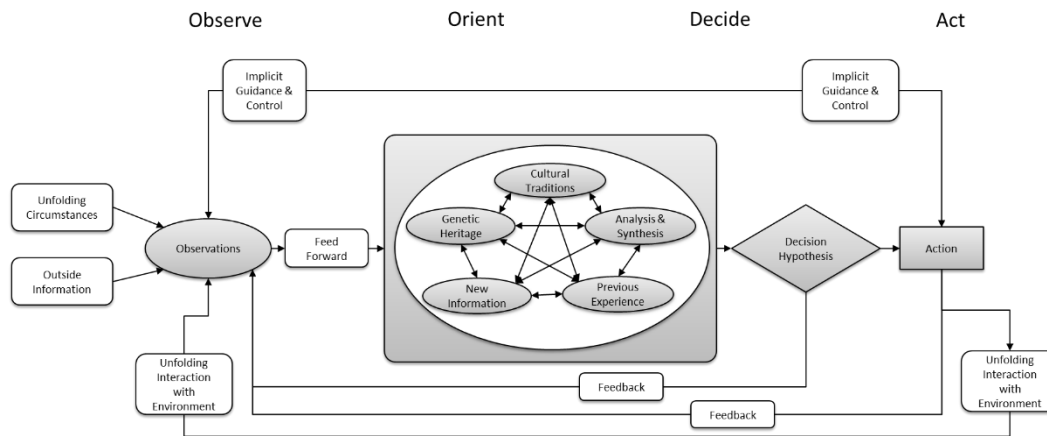 Observe
Orient
Decide
Act
Implicit
Guidance &
Control
Implicit
Guidance &
Control
Unfolding
Circumstances
Outside
Information
Observations
Feed
Forward
Cultural
Traditions
Genetic
Heritage
Analysis &
Synthesis
New
Information
Previous
Experience
Decision
Hypothesis
Action
Unfolding
Interaction
with
Environment
Feedback
Feedback
Unfolding
Interaction
with
Environment